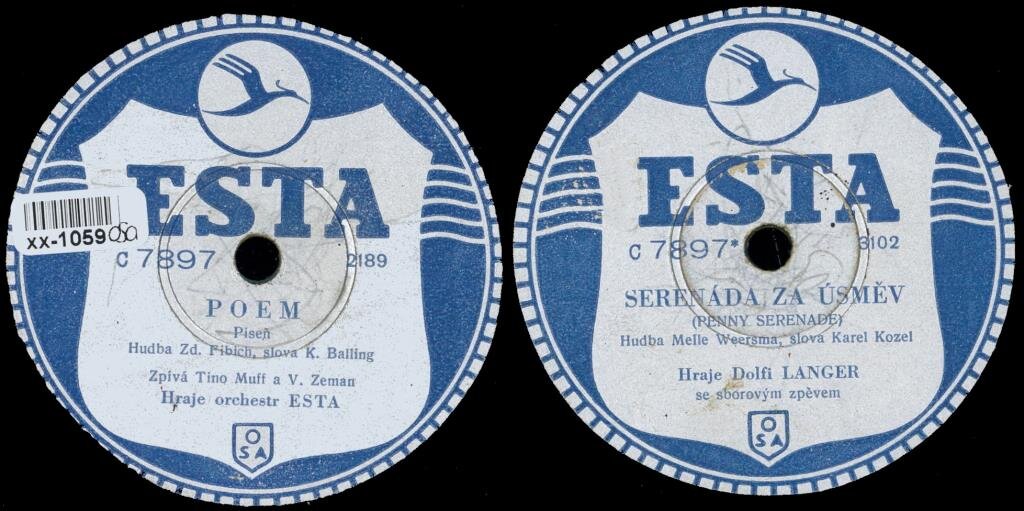 ESTA
xx-1059
C 7897
2189
POEM
Píseň
Hudba Zd. Fibich, slova K. Balling
Zpívá Tino Muff a V. Zeman
Hraje orchestr ESTA
OSA
ESTA
C 7897*
3102
SERENÁDA ZA ÚSMĚV
(PENNY SERENADE)
Hudba Melle Weersma, slova Karel Kozel
Hraje Dolfi LANGER
se sborovým zpěvem
OSA